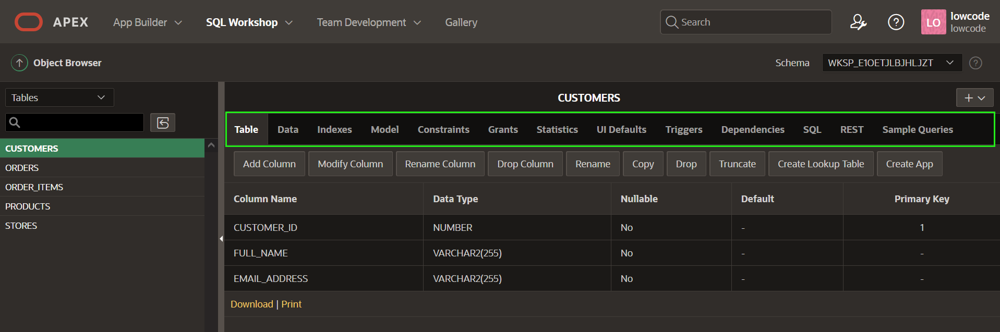 APEX App Builder SQL Workshop Team Development Gallery Search ? LO lowcode
lowcode
Object Browser Schema WKSP_E1OETJLBJHLJZT ?
Tables
CUSTOMERS
ORDERS
ORDER_ITEMS
PRODUCTS
STORES
CUSTOMERS
Table Data Indexes Model Constraints Grants Statistics UI Defaults Triggers Dependencies SQL REST Sample Queries
Add Column Modify Column Rename Column Drop Column Rename Copy Drop Truncate Create Lookup Table Create App
Column Name Data Type Nullable Default Primary Key
CUSTOMER_ID NUMBER No - 1
FULL_NAME VARCHAR2(255) No - -
EMAIL_ADDRESS VARCHAR2(255) No - -
Download | Print